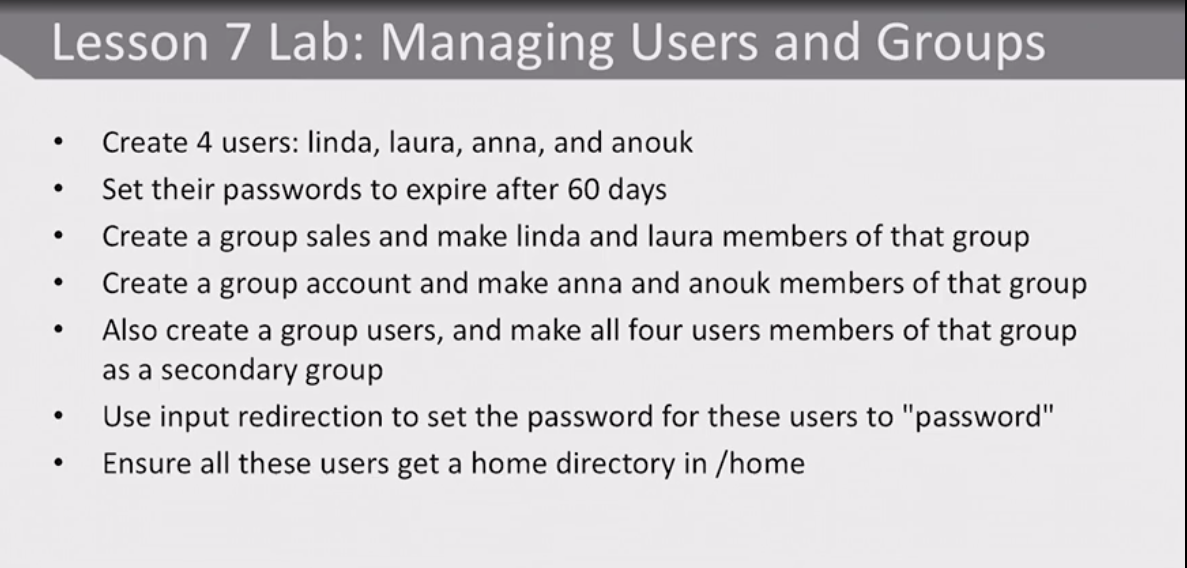 Lesson 7 Lab: Managing Users and Groups
• Create 4 users: linda, laura, anna, and anouk
• Set their passwords to expire after 60 days
• Create a group sales and make linda and laura members of that group
• Create a group account and make anna and anouk members of that group
• Also create a group users, and make all four users members of that group
as a secondary group
• Use input redirection to set the password for these users to "password"
• Ensure all these users get a home directory in /home